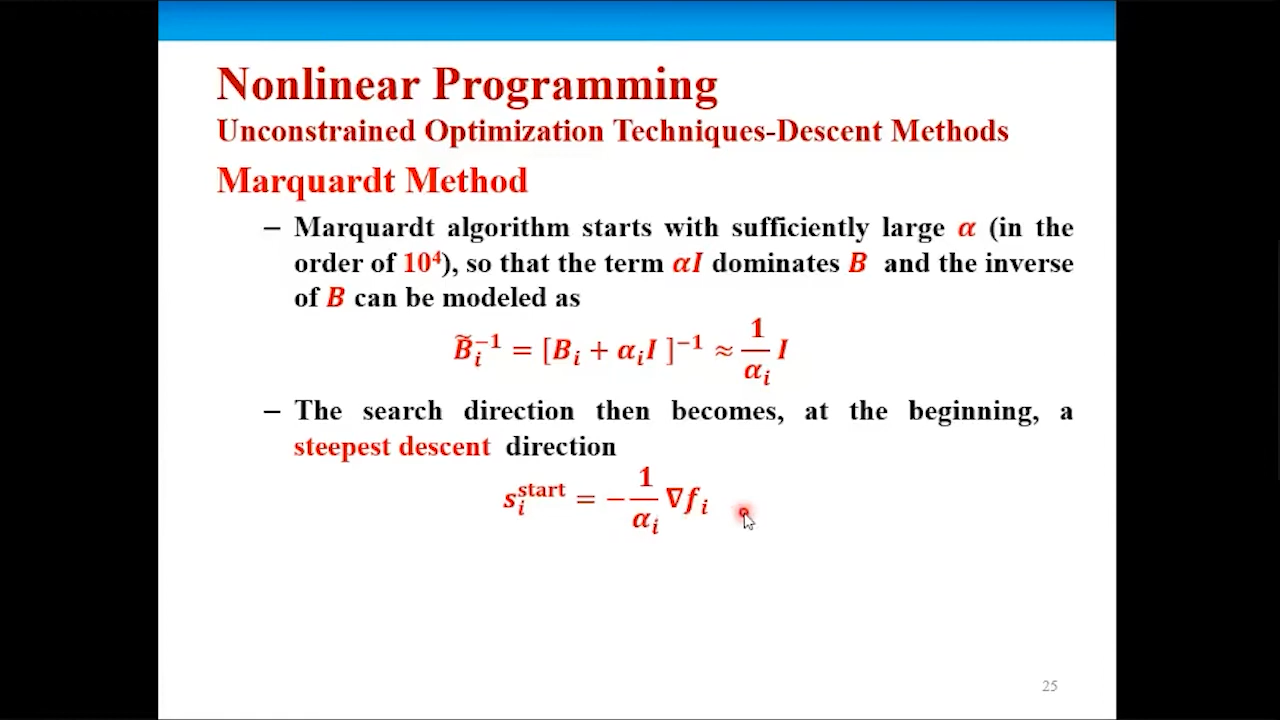 Nonlinear Programming
Unconstrained Optimization Techniques-Descent Methods
Marquardt Method
– Marquardt algorithm starts with sufficiently large α (in the
order of 10⁴), so that the term αI dominates B and the inverse
of B can be modeled as
B̃ᵢ⁻¹ = [Bᵢ + αᵢI ]⁻¹ ≈ 1/αᵢ I
– The search direction then becomes, at the beginning, a
steepest descent direction
sᵢ^start = − 1/αᵢ ∇fᵢ
25